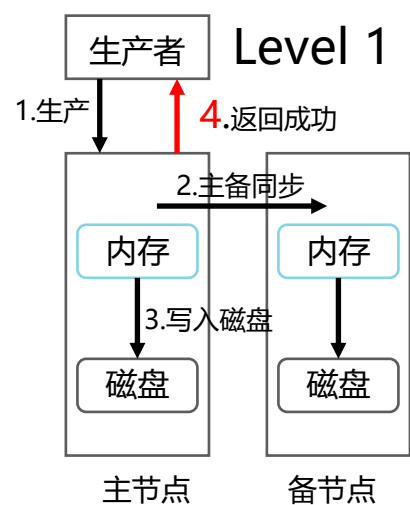 生产者
Level 1
1.生产
4.返回成功
2.主备同步
内存
内存
3.写入磁盘
磁盘
磁盘
主节点
备节点